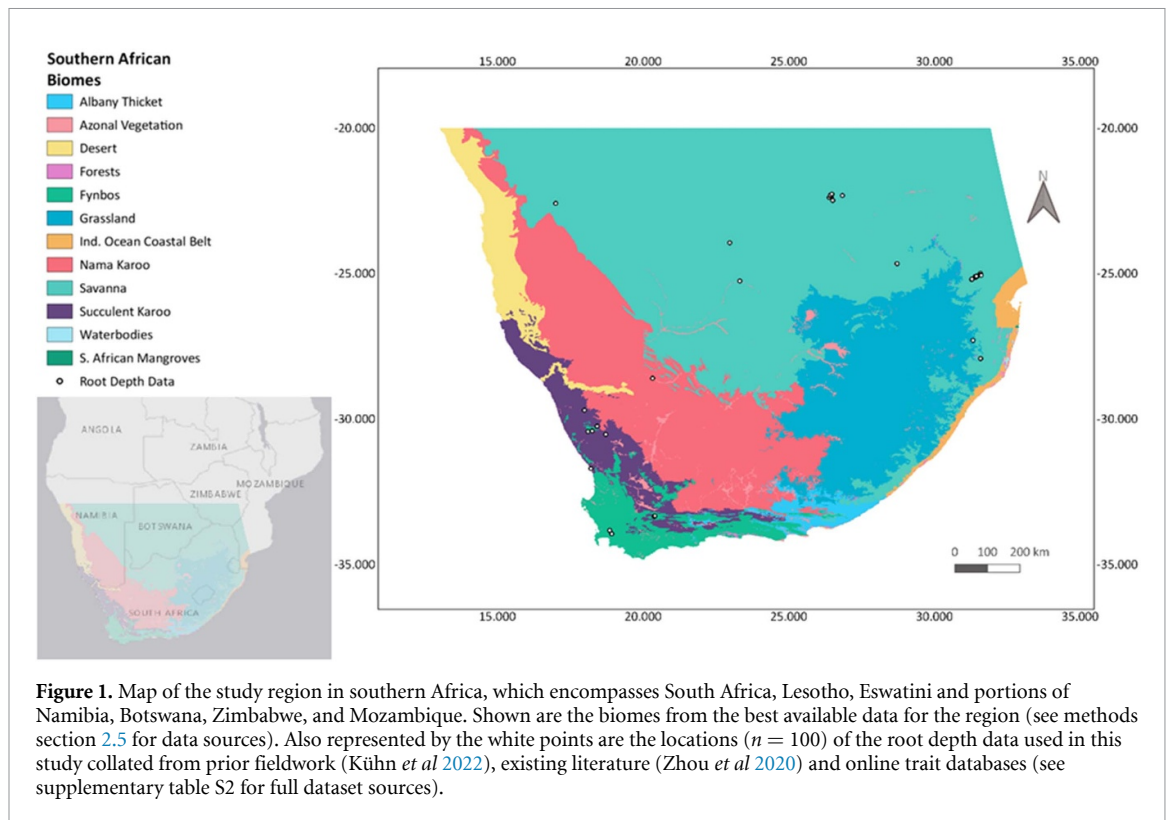 Southern African
Biomes
Albany Thicket
Azonal Vegetation
Desert
Forests
Fynbos
Grassland
Ind. Ocean Coastal Belt
Nama Karoo
Savanna
Succulent Karoo
Waterbodies
S. African Mangroves
Root Depth Data
ANGOLA
ZAMBIA
MOZAMBIQUE
ZIMBABWE
NAMIBIA
BOTSWANA
SOUTH AFRICA
15.000 20.000 25.000 30.000 35.000
-20.000 -20.000
N
-25.000 -25.000
-30.000 -30.000
0 100 200 km
-35.000 -35.000
15.000 20.000 25.000 30.000 35.000
Figure 1. Map of the study region in southern Africa, which encompasses South Africa, Lesotho, Eswatini and portions of
Namibia, Botswana, Zimbabwe, and Mozambique. Shown are the biomes from the best available data for the region (see methods
section 2.5 for data sources). Also represented by the white points are the locations (n = 100) of the root depth data used in this
study collated from prior fieldwork (Kühn et al 2022), existing literature (Zhou et al 2020) and online trait databases (see
supplementary table S2 for full dataset sources).